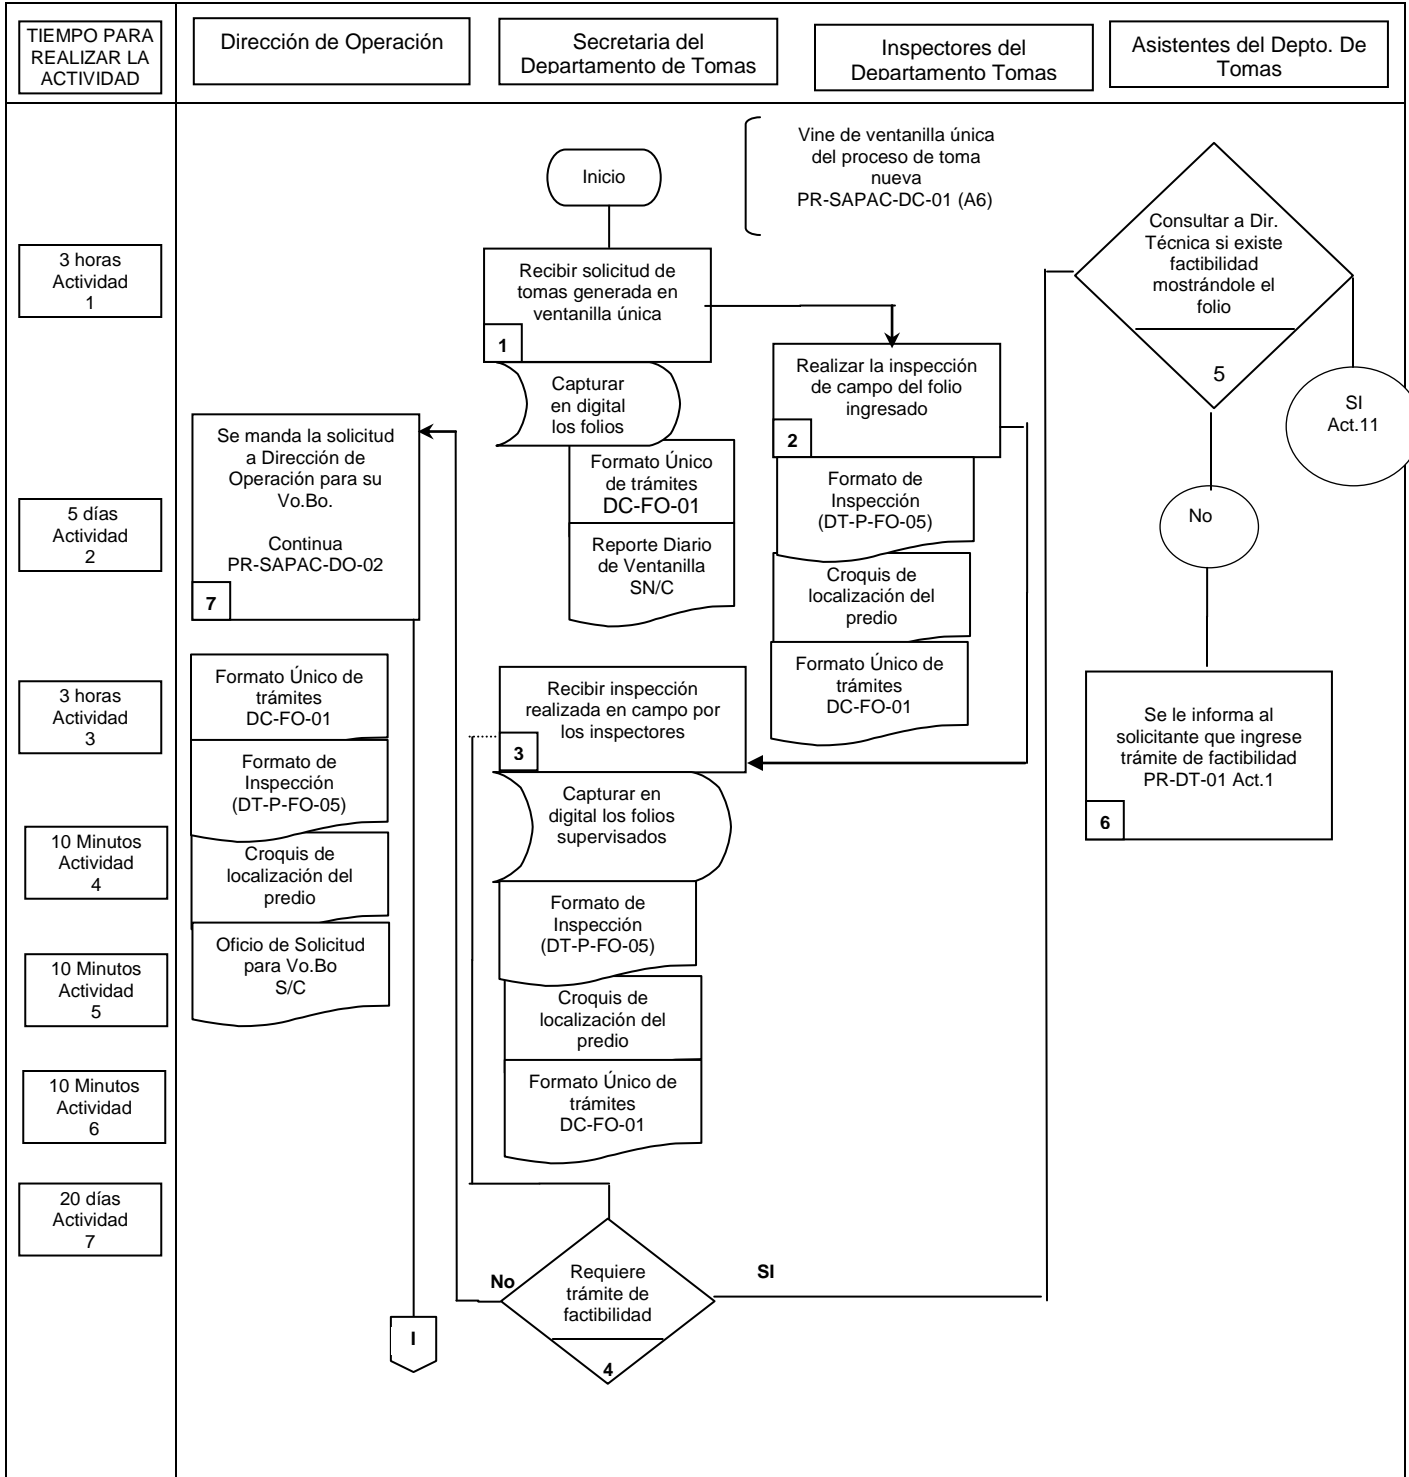 TIEMPO PARA
REALIZAR LA
ACTIVIDAD
Dirección de Operación
Secretaria del
Departamento de Tomas
Inspectores del
Departamento Tomas
Asistentes del Depto. De
Tomas
3 horas
Actividad
1
5 días
Actividad
2
3 horas
Actividad
3
10 Minutos
Actividad
4
10 Minutos
Actividad
5
10 Minutos
Actividad
6
20 días
Actividad
7
Se manda la solicitud
a Dirección de
Operación para su
Vo.Bo.
Continua
PR-SAPAC-DO-02
7
Formato Único de
trámites
DC-FO-01
Formato de
Inspección
(DT-P-FO-05)
Croquis de
localización del
predio
Oficio de Solicitud
para Vo.Bo
S/C
I
Inicio
Vine de ventanilla única
del proceso de toma
nueva
PR-SAPAC-DC-01 (A6)
Recibir solicitud de
tomas generada en
ventanilla única
1
Capturar
en digital
los folios
Formato Único
de trámites
DC-FO-01
Reporte Diario
de Ventanilla
SN/C
Recibir inspección
realizada en campo por
los inspectores
3
Capturar en
digital los folios
supervisados
Formato de
Inspección
(DT-P-FO-05)
Croquis de
localización del
predio
Formato Único de
trámites
DC-FO-01
No
Requiere
trámite de
factibilidad
4
SI
Realizar la inspección
de campo del folio
ingresado
2
Formato de
Inspección
(DT-P-FO-05)
Croquis de
localización del
predio
Formato Único de
trámites
DC-FO-01
Consultar a Dir.
Técnica si existe
factibilidad
mostrándole el
folio
5
SI
Act.11
No
Se le informa al
solicitante que ingrese
trámite de factibilidad
PR-DT-01 Act.1
6